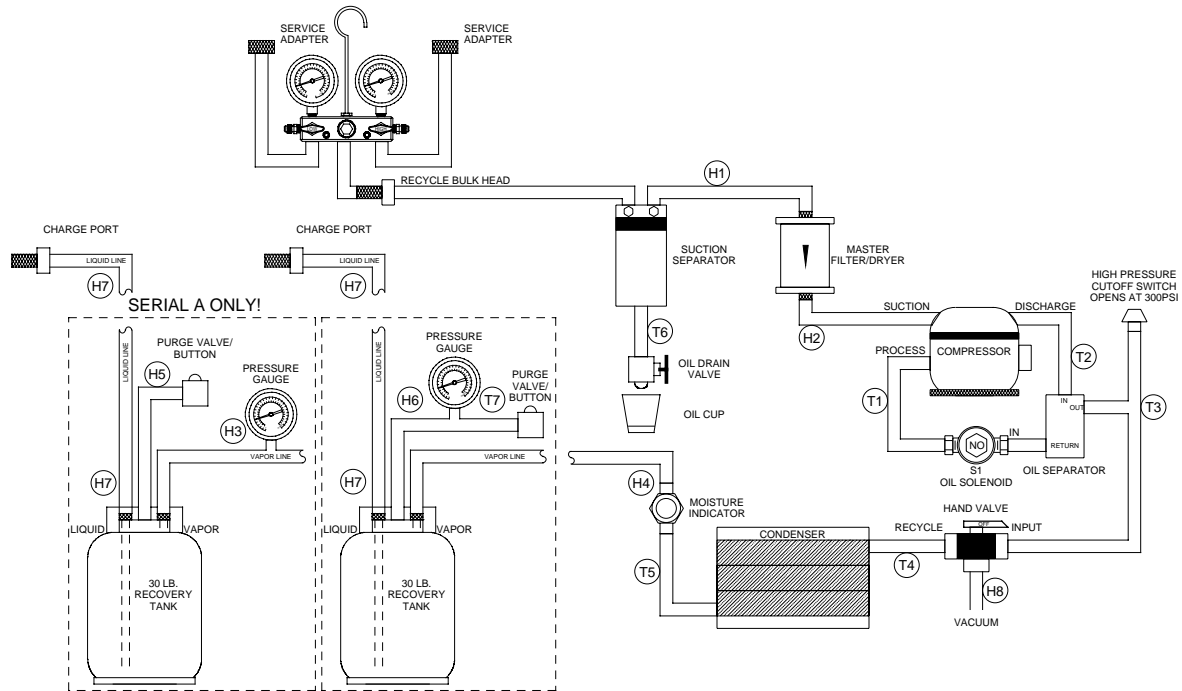 SERVICE
ADAPTER
SERVICE
ADAPTER
RECYCLE BULK HEAD
H1
CHARGE PORT
LIQUID LINE
H7
CHARGE PORT
LIQUID LINE
H7
SUCTION
SEPARATOR
MASTER
FILTER/DRYER
HIGH PRESSURE
CUTOFF SWITCH
OPENS AT 300PSI
SERIAL A ONLY!
PURGE VALVE/
BUTTON
LIQUID LINE
H5
PRESSURE
GAUGE
H3
VAPOR LINE
H7
LIQUID
VAPOR
30 LB.
RECOVERY
TANK
PRESSURE
GAUGE
LIQUID LINE
H6
T7
PURGE
VALVE/
BUTTON
VAPOR LINE
H7
LIQUID
VAPOR
30 LB.
RECOVERY
TANK
T6
OIL DRAIN
VALVE
OIL CUP
H2
SUCTION
DISCHARGE
COMPRESSOR
PROCESS
T2
T1
IN
OUT
T3
RETURN
IN
NO
S1
OIL SOLENOID
OIL SEPARATOR
H4
MOISTURE
INDICATOR
T5
CONDENSER
HAND VALVE
RECYCLE
OFF
INPUT
T4
H8
VACUUM